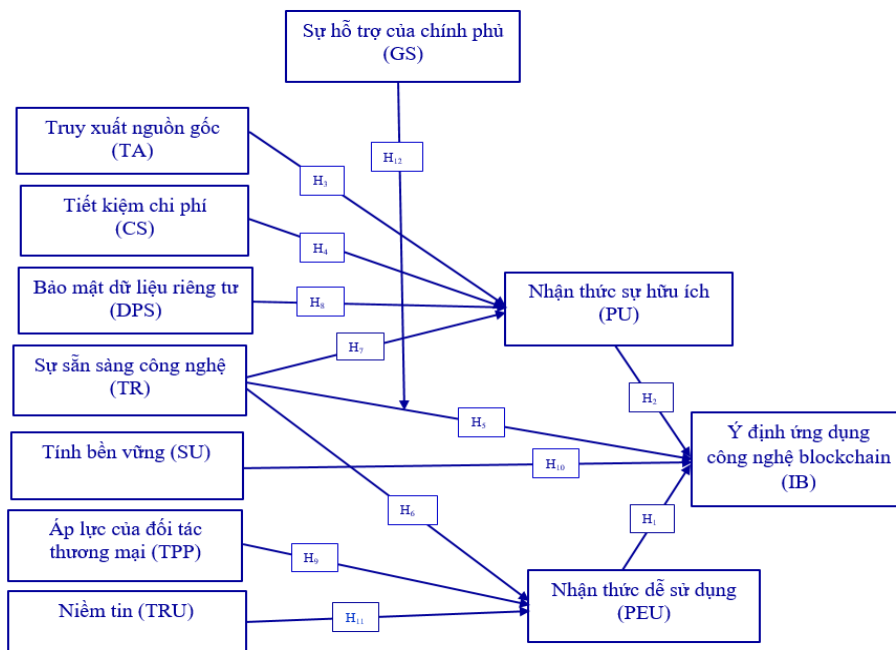 Sự hỗ trợ của chính phủ
(GS)
Truy xuất nguồn gốc
(TA)
H12
H3
Tiết kiệm chi phí
(CS)
H4
Bảo mật dữ liệu riêng tư
(DPS)
H8
Nhận thức sự hữu ích
(PU)
Sự sẵn sàng công nghệ
(TR)
H7
H2
H5
Tính bền vững (SU)
H10
Ý định ứng dụng
công nghệ blockchain
(IB)
H6
H1
Áp lực của đối tác
thương mại (TPP)
H9
Nhận thức dễ sử dụng
(PEU)
Niềm tin (TRU)
H11